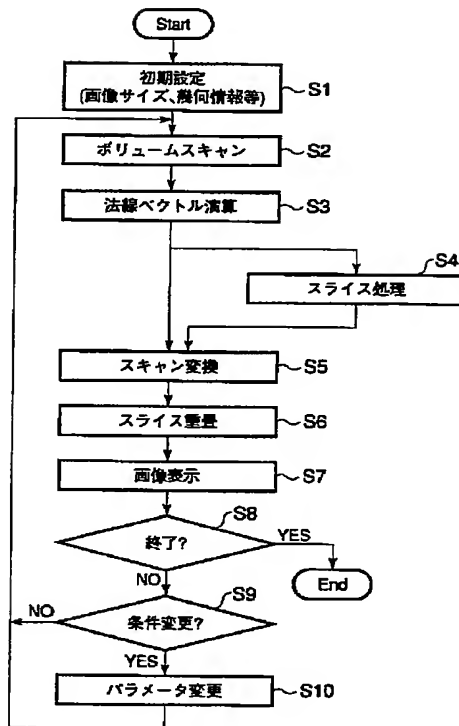 Start
初期設定
(画像サイズ、幾何情報等)
S1
ボリュームスキャン
S2
法線ベクトル演算
S3
S4
スライス処理
スキャン変換
S5
スライス重畳
S6
画像表示
S7
S8
終了?
YES
End
NO
S9
NO
条件変更?
YES
パラメータ変更
S10